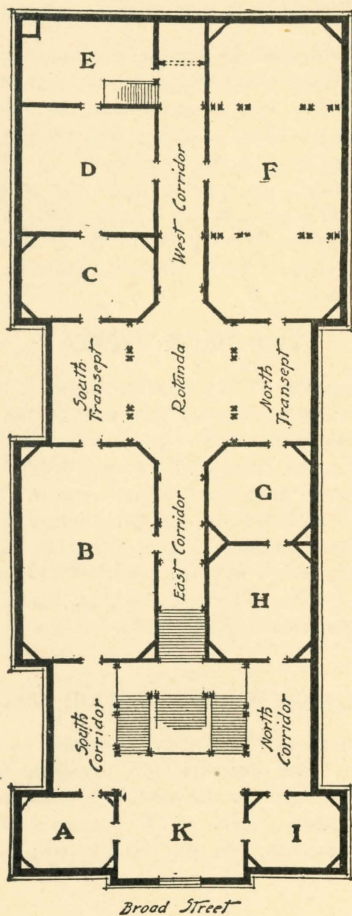 E
D
F
West Corridor
C
South
Transept
Rotunda
North
Transept
G
B
East Corridor
H
South
Corridor
North
Corridor
A
K
I
Broad Street